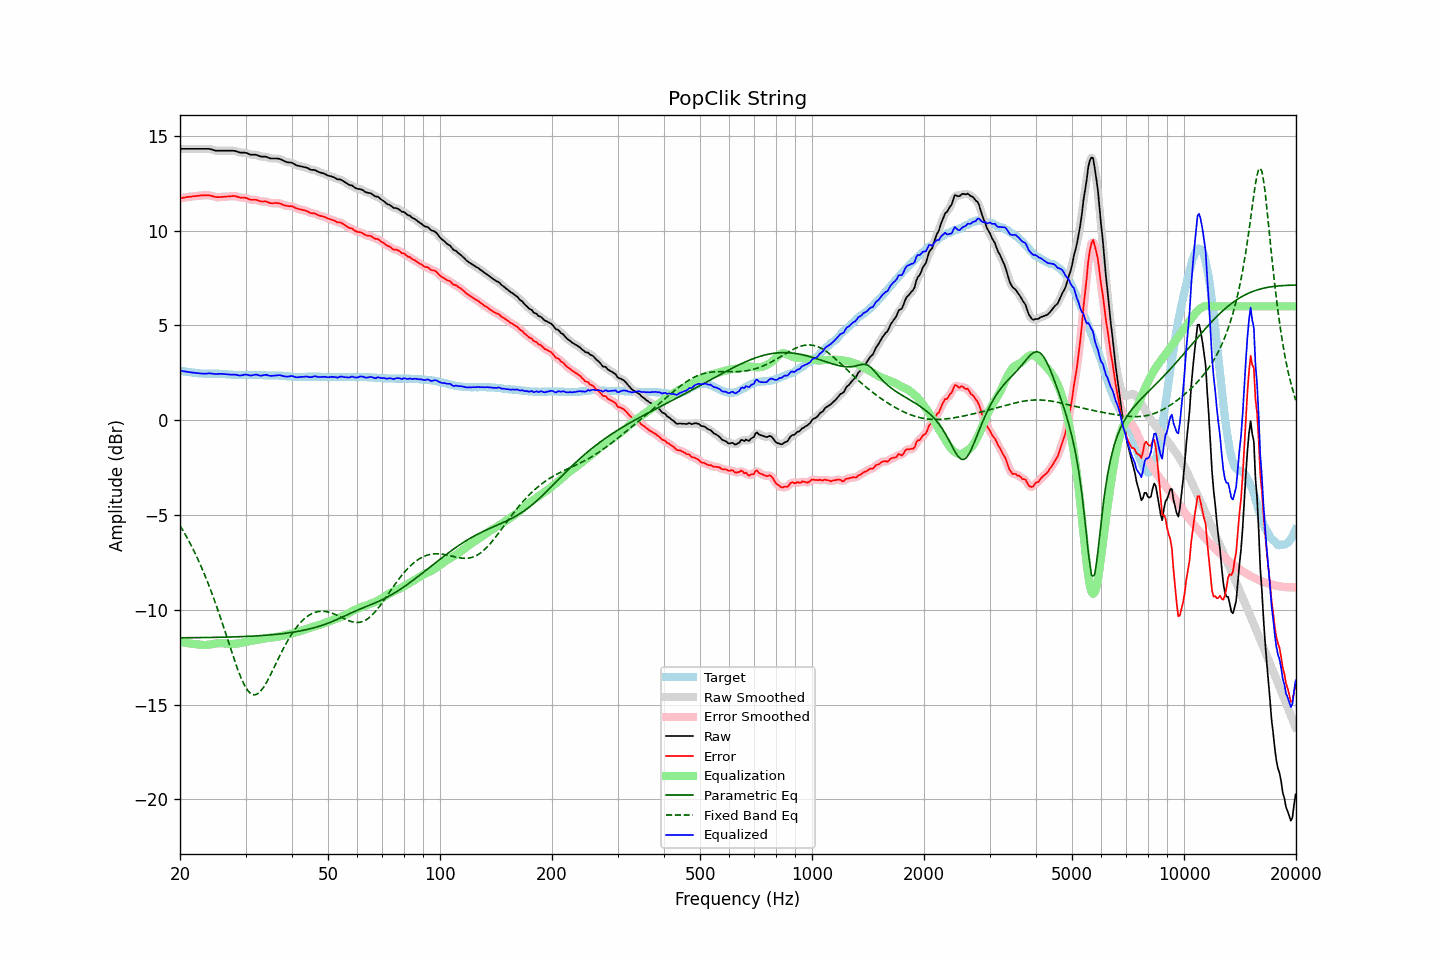 PopClik String
15
10
5
0
−5
−10
−15
−20
Amplitude (dBr)
20
50
100
200
500
1000
2000
5000
10000
20000
Frequency (Hz)
Target
Raw Smoothed
Error Smoothed
Raw
Error
Equalization
Parametric Eq
Fixed Band Eq
Equalized